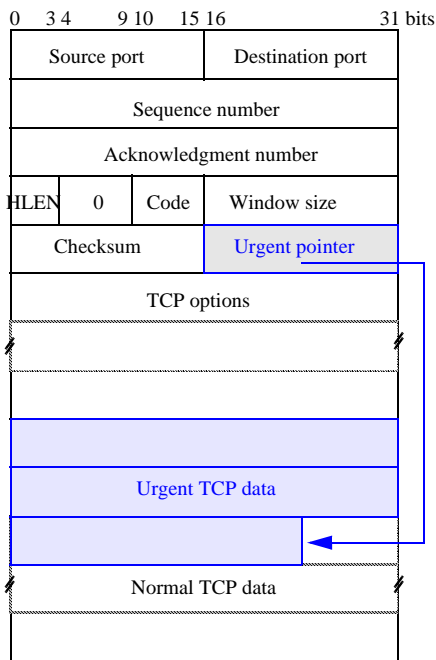 0 3 4 9 10 15 16 31 bits
Source port Destination port
Sequence number
Acknowledgment number
HLEN 0 Code Window size
Checksum Urgent pointer
TCP options
Urgent TCP data
Normal TCP data